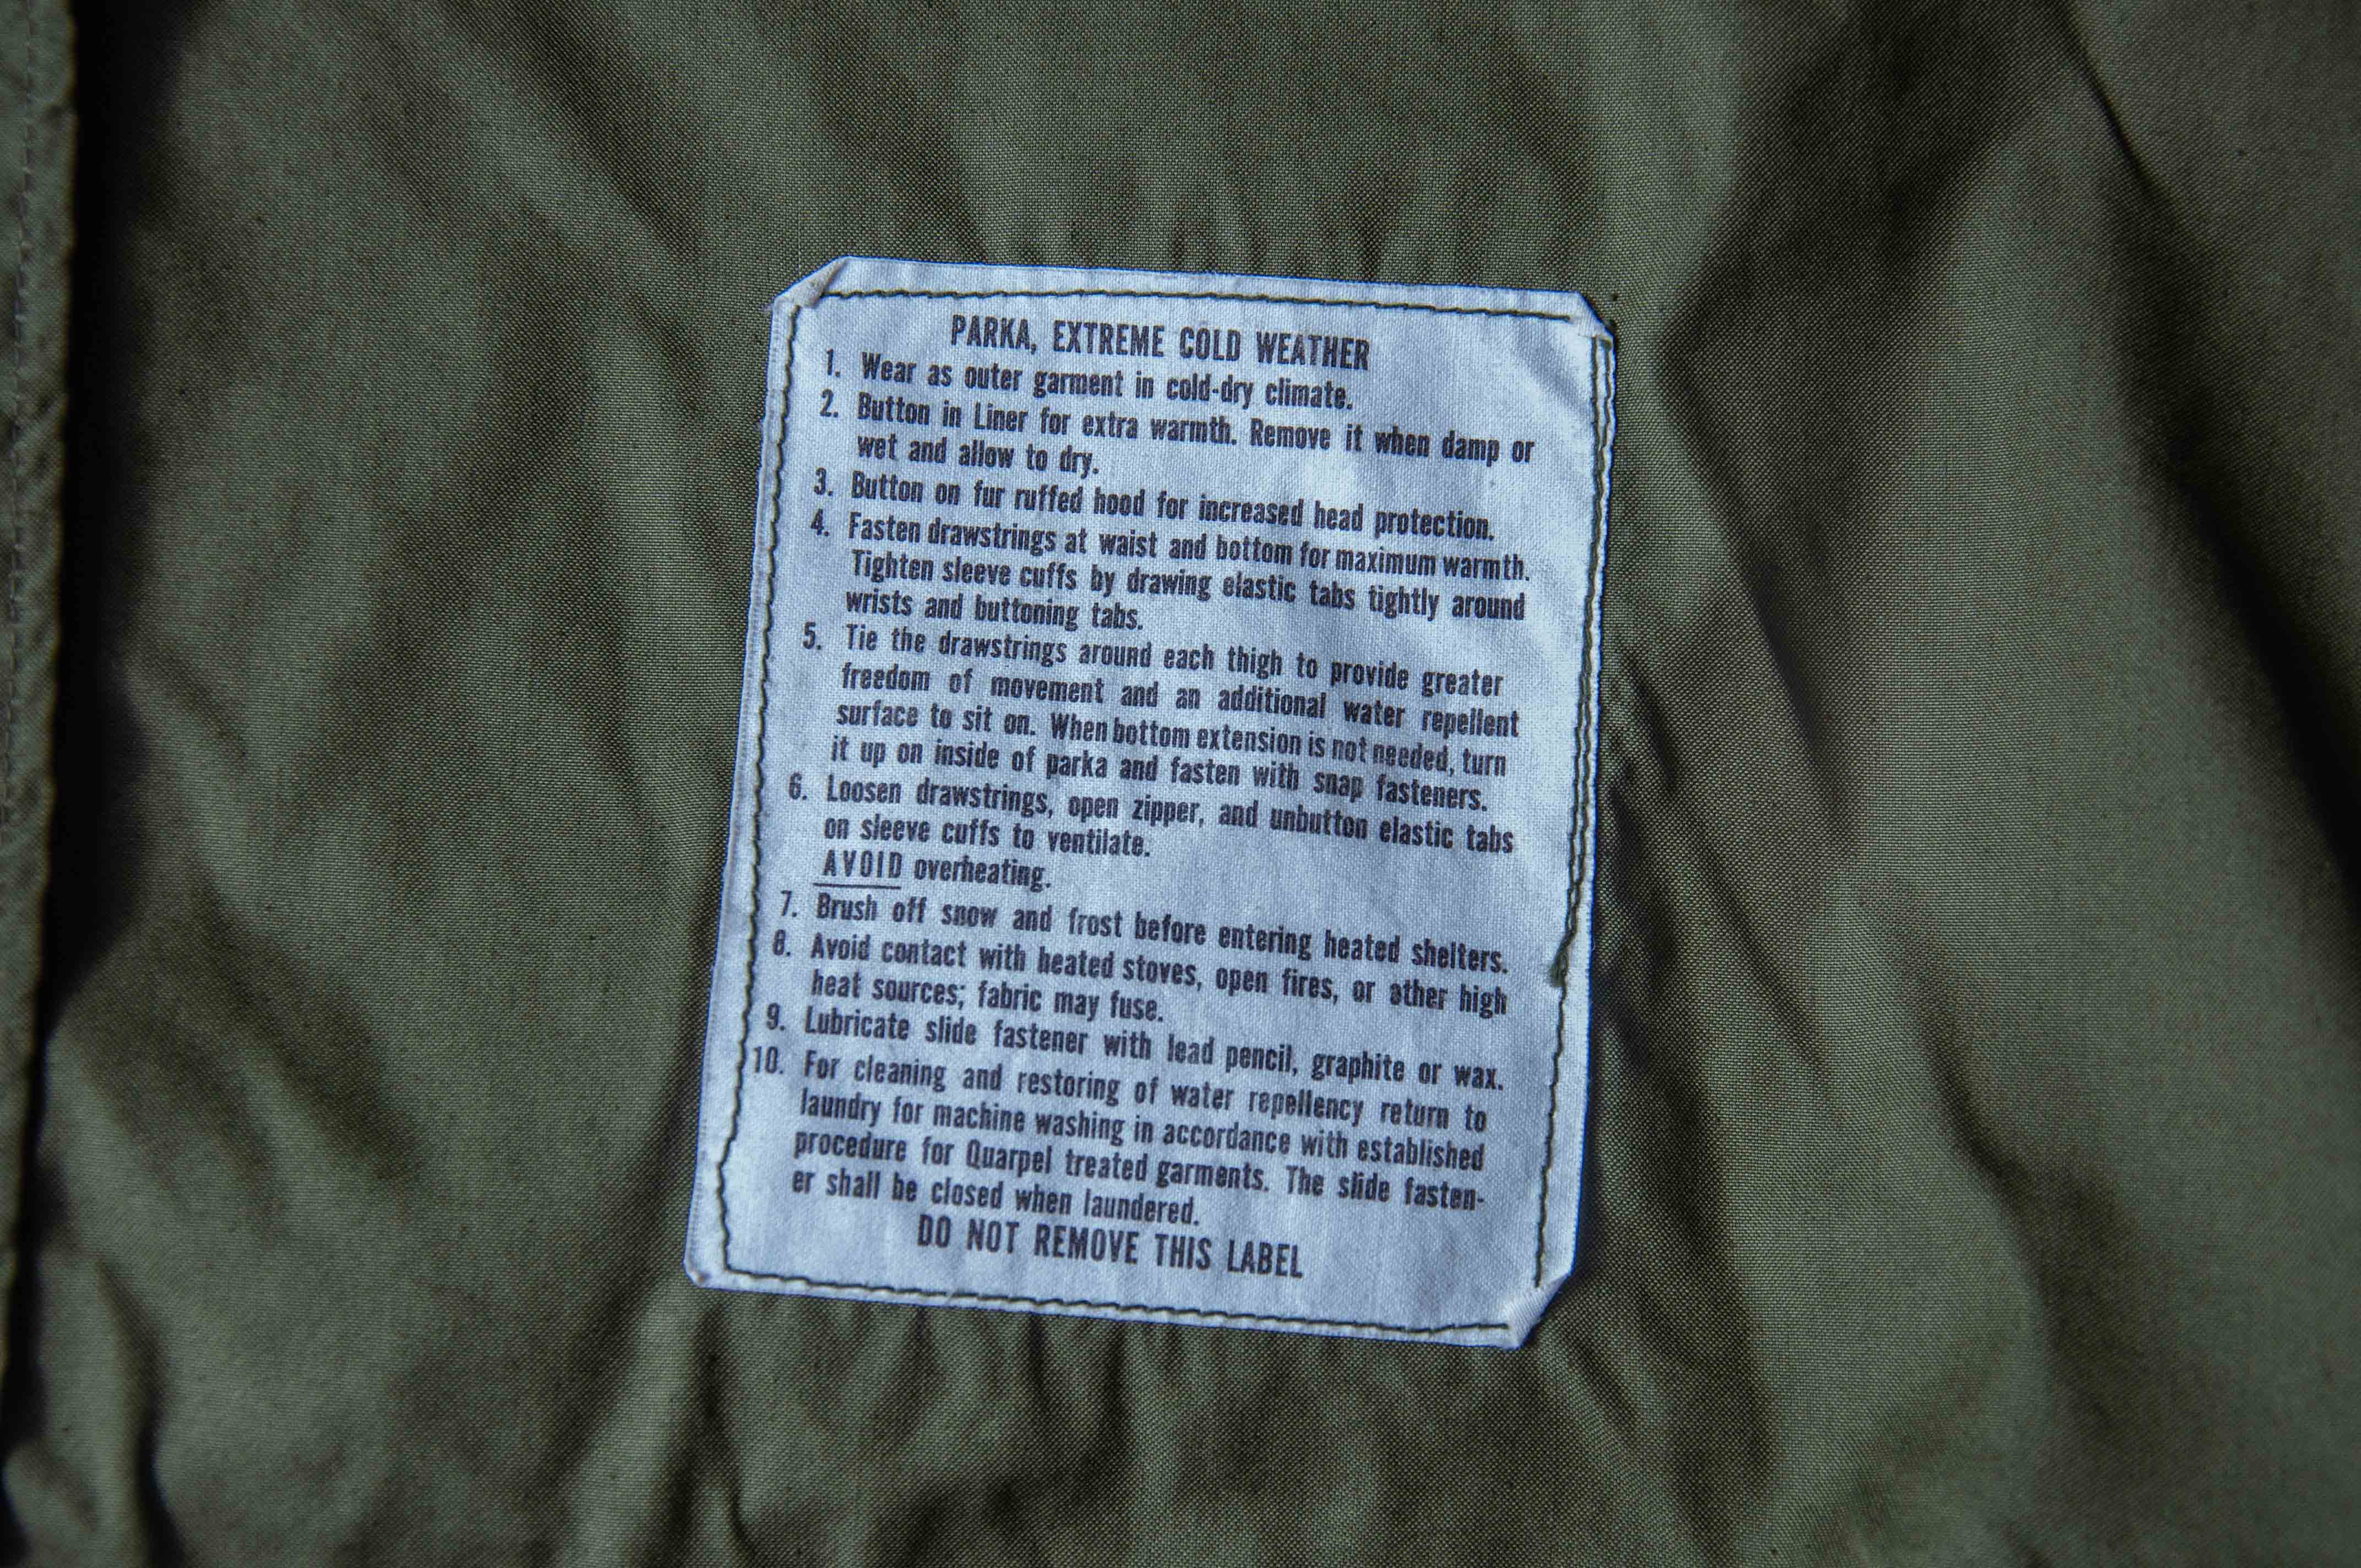 PARKA, EXTREME COLD WEATHER
1. Wear as outer garment in cold-dry climate.
2. Button in Liner for extra warmth. Remove it when damp or
wet and allow to dry.
3. Button on fur ruffed hood for increased head protection.
4. Fasten drawstrings at waist and bottom for maximum warmth.
Tighten sleeve cuffs by drawing elastic tabs tightly around
wrists and buttoning tabs.
5. Tie the drawstrings around each thigh to provide greater
freedom of movement and an additional water repellent
surface to sit on. When bottom extension is not needed, turn
it up on inside of parka and fasten with snap fasteners.
6. Loosen drawstrings, open zipper, and unbutton elastic tabs
on sleeve cuffs to ventilate.
AVOID overheating.
7. Brush off snow and frost before entering heated shelters.
8. Avoid contact with heated stoves, open fires, or other high
heat sources; fabric may fuse.
9. Lubricate slide fastener with lead pencil, graphite or wax.
10. For cleaning and restoring of water repellency return to
laundry for machine washing in accordance with established
procedure for Quarpel treated garments. The slide fasten-
er shall be closed when laundered.
DO NOT REMOVE THIS LABEL